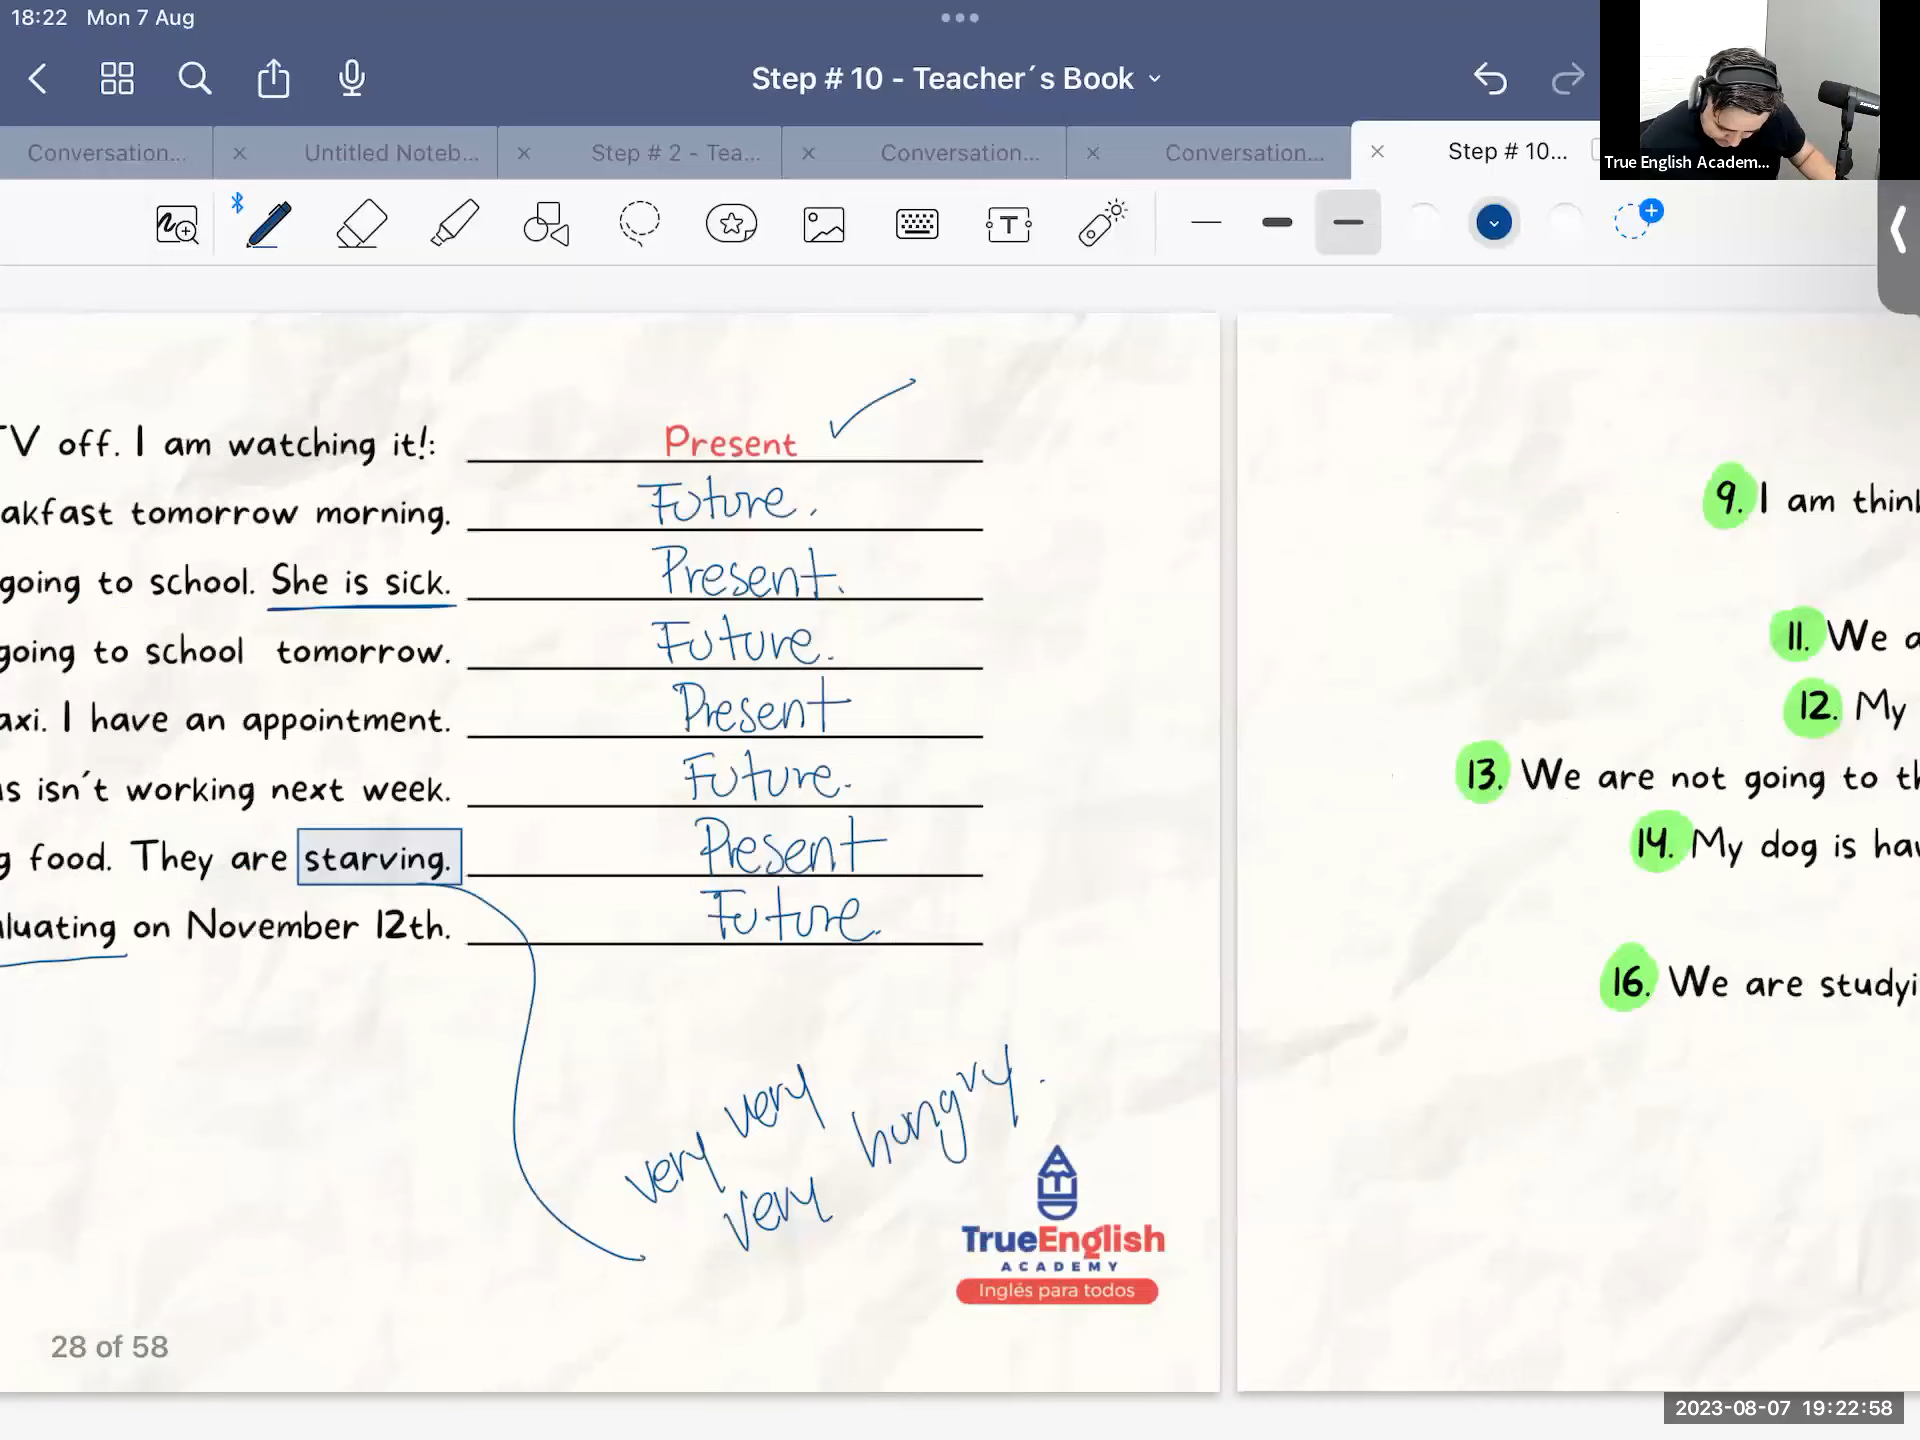 18:22 Mon 7 Aug
Step # 10 - Teacher´s Book
Conversation...
Untitled Noteb...
Step # 2 - Tea...
Conversation...
Conversation...
Step # 10...
True English Academ...
TV off. I am watching it!: Present
akfast tomorrow morning. Future.
going to school. She is sick. Present.
going to school tomorrow. Future.
axi. I have an appointment. Present
s isn´t working next week. Future.
g food. They are starving. Present
luating on November 12th. Future.
very very very hungry.
TrueEnglish
ACADEMY
Inglés para todos
28 of 58
9. I am think
11. We a
12. My
13. We are not going to th
14. My dog is hav
16. We are studyi
2023-08-07 19:22:58